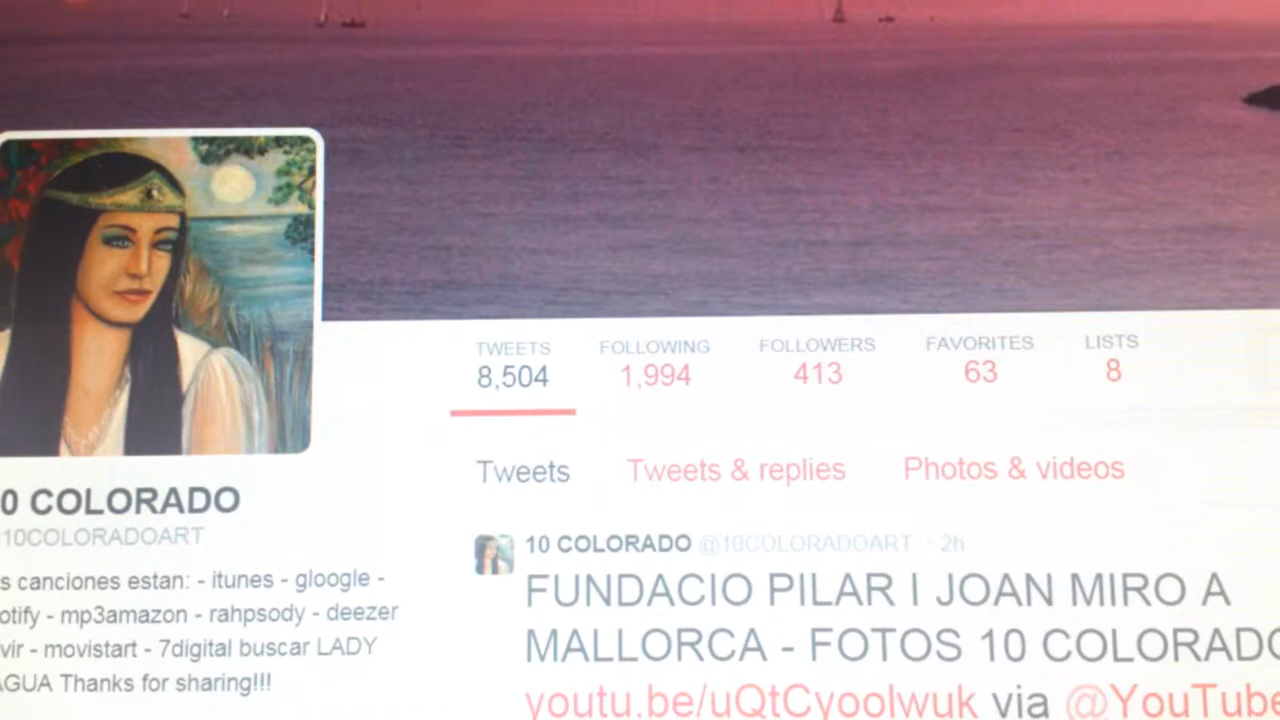 TWEETS FOLLOWING FOLLOWERS FAVORITES LISTS
8,504 1,994 413 63 8
Tweets Tweets & replies Photos & videos
0 COLORADO
10COLORADOART
s canciones estan: - itunes - gloogle -
otify - mp3amazon - rahpsody - deezer
vir - movistart - 7digital buscar LADY
AGUA Thanks for sharing!!!
10 COLORADO @10COLORADOART · 2h
FUNDACIO PILAR I JOAN MIRO A
MALLORCA - FOTOS 10 COLORADO
youtu.be/uQtCyoolwuk via @YouTube